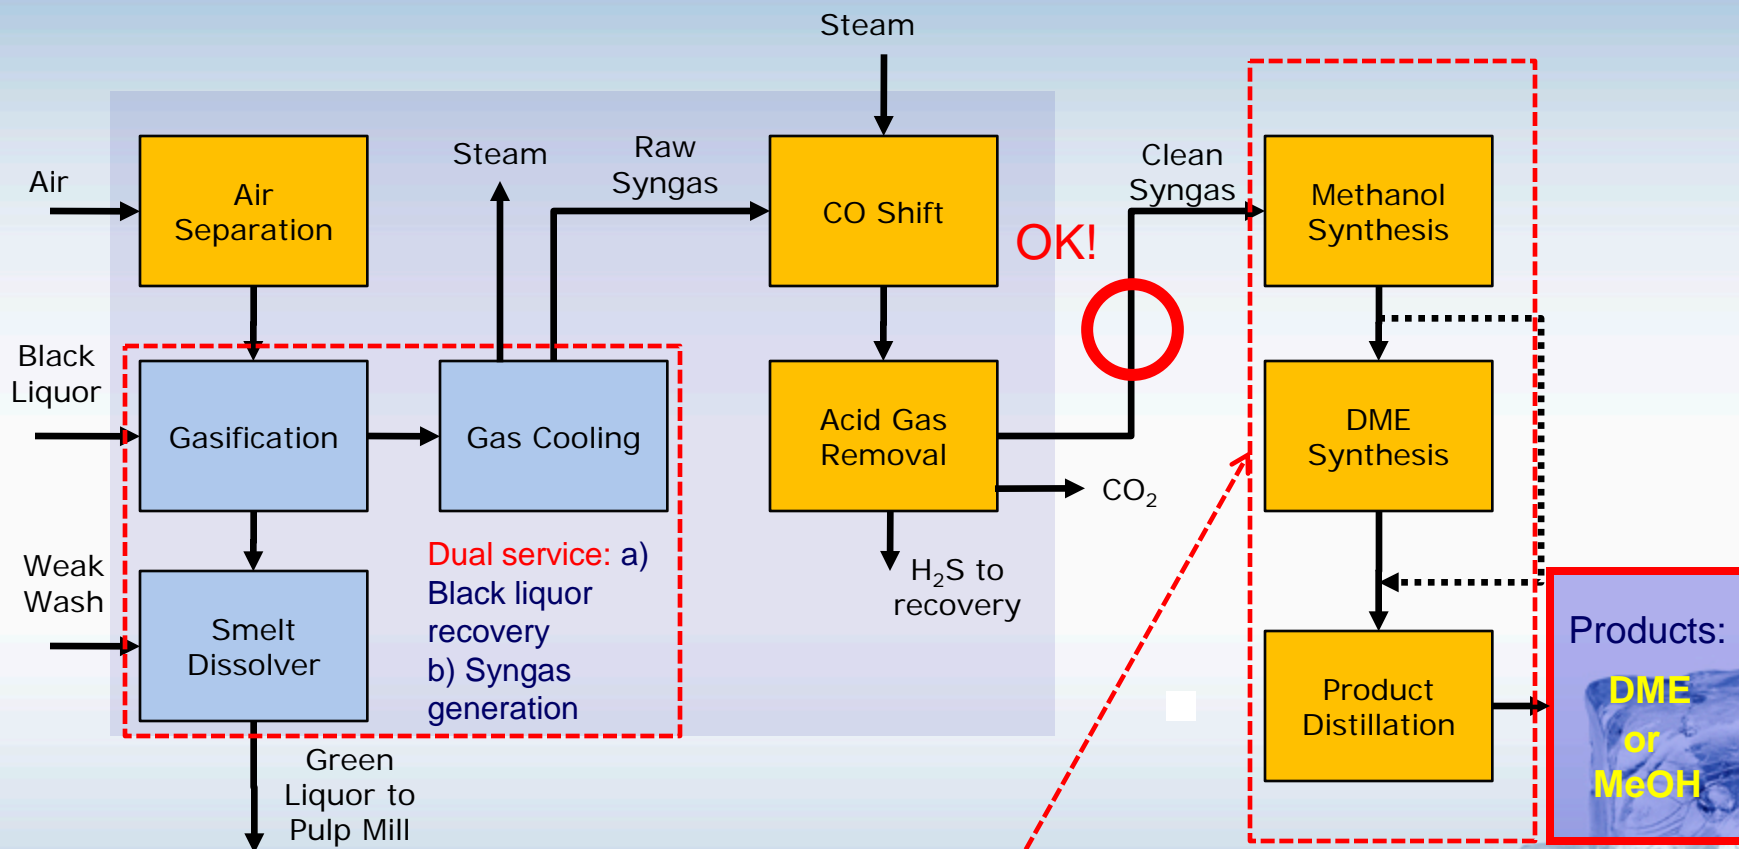 Steam
Air
Air
Separation
Steam
Raw
Syngas
CO Shift
OK!
Clean
Syngas
Methanol
Synthesis
Black
Liquor
Gasification
Gas Cooling
Acid Gas
Removal
DME
Synthesis
CO₂
Weak
Wash
Smelt
Dissolver
Dual service: a)
Black liquor
recovery
b) Syngas
generation
H₂S to
recovery
Product
Distillation
Products:
DME
or
MeOH
Green
Liquor to
Pulp Mill